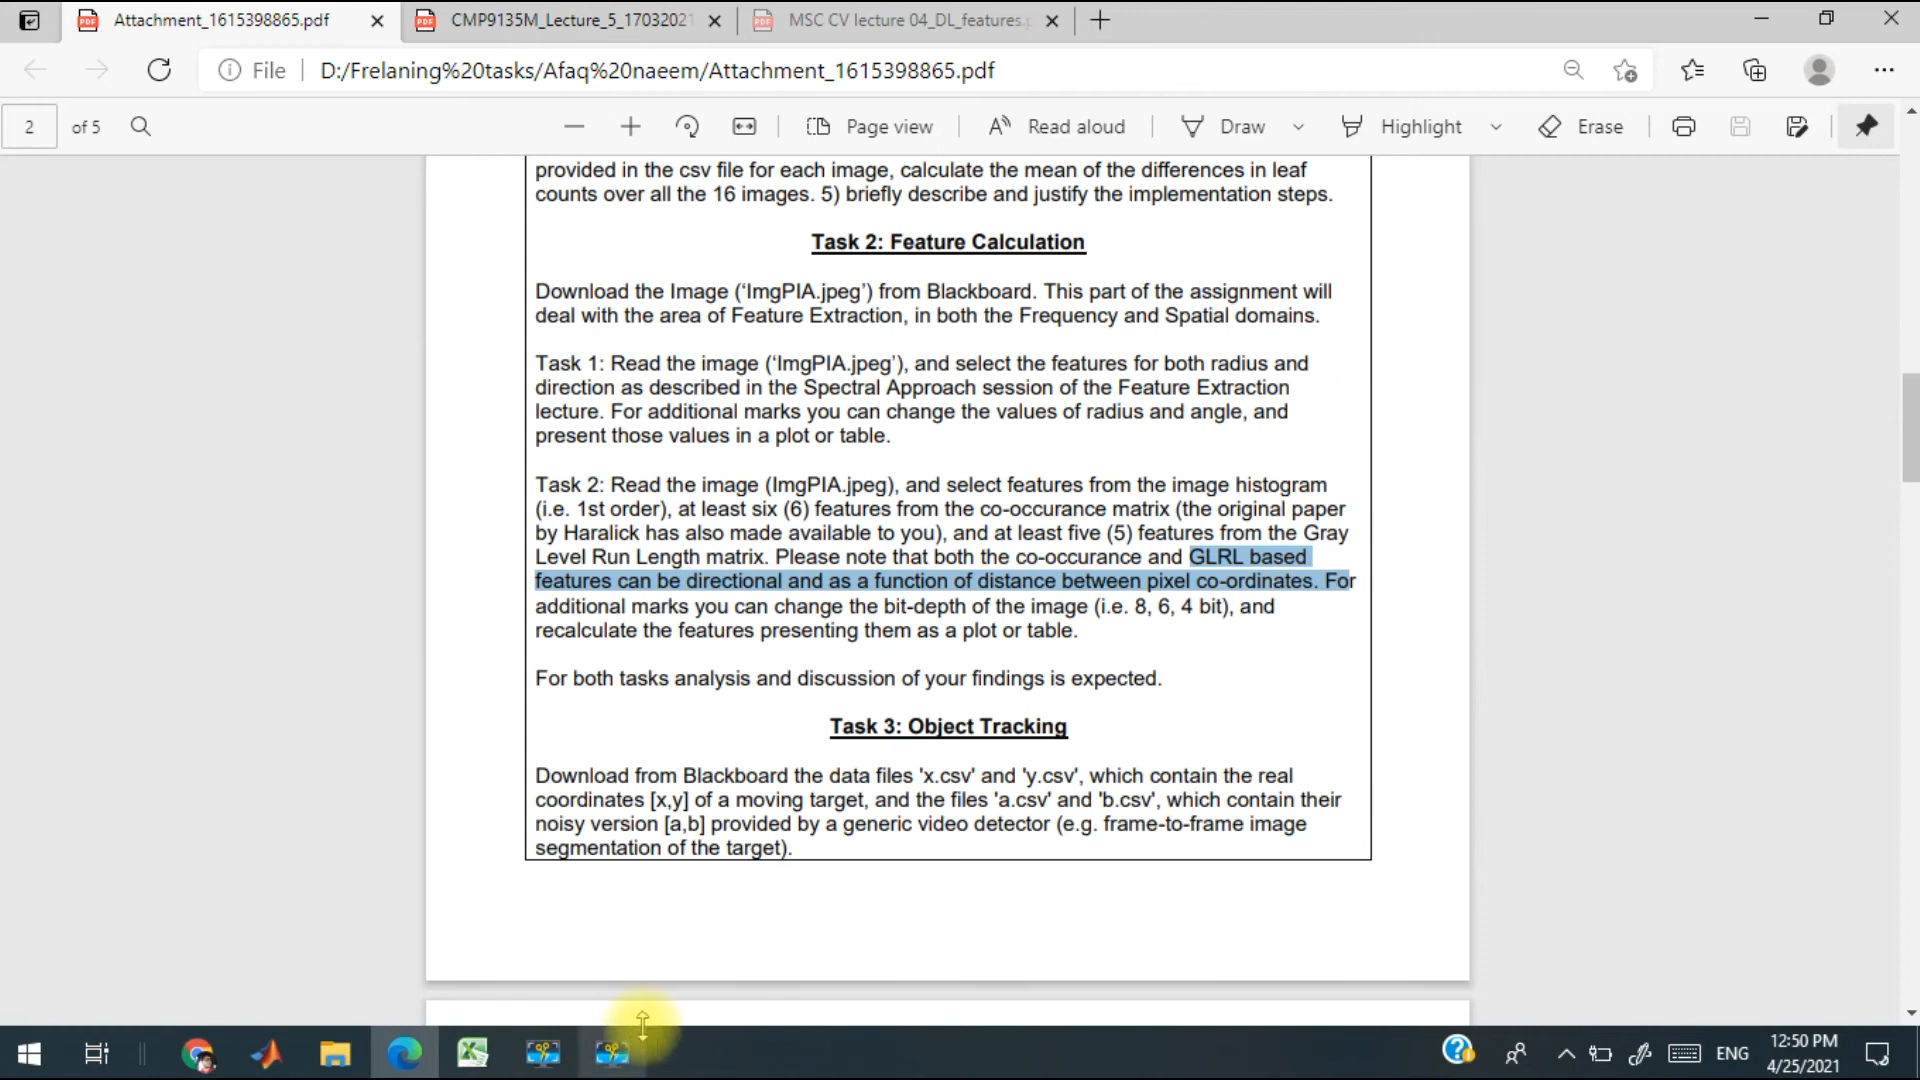 Attachment_1615398865.pdf
CMP9135M_Lecture_5_17032021
MSC CV lecture 04_DL_features.p
File
D:/Frelaning%20tasks/Afaq%20naeem/Attachment_1615398865.pdf
2 of 5
Page view
Read aloud
Draw
Highlight
Erase
provided in the csv file for each image, calculate the mean of the differences in leaf
counts over all the 16 images. 5) briefly describe and justify the implementation steps.
Task 2: Feature Calculation
Download the Image (‘ImgPIA.jpeg’) from Blackboard. This part of the assignment will
deal with the area of Feature Extraction, in both the Frequency and Spatial domains.
Task 1: Read the image (‘ImgPIA.jpeg’), and select the features for both radius and
direction as described in the Spectral Approach session of the Feature Extraction
lecture. For additional marks you can change the values of radius and angle, and
present those values in a plot or table.
Task 2: Read the image (ImgPIA.jpeg), and select features from the image histogram
(i.e. 1st order), at least six (6) features from the co-occurance matrix (the original paper
by Haralick has also made available to you), and at least five (5) features from the Gray
Level Run Length matrix. Please note that both the co-occurance and GLRL based
features can be directional and as a function of distance between pixel co-ordinates. For
additional marks you can change the bit-depth of the image (i.e. 8, 6, 4 bit), and
recalculate the features presenting them as a plot or table.
For both tasks analysis and discussion of your findings is expected.
Task 3: Object Tracking
Download from Blackboard the data files 'x.csv' and 'y.csv', which contain the real
coordinates [x,y] of a moving target, and the files 'a.csv' and 'b.csv', which contain their
noisy version [a,b] provided by a generic video detector (e.g. frame-to-frame image
segmentation of the target).
ENG
12:50 PM
4/25/2021